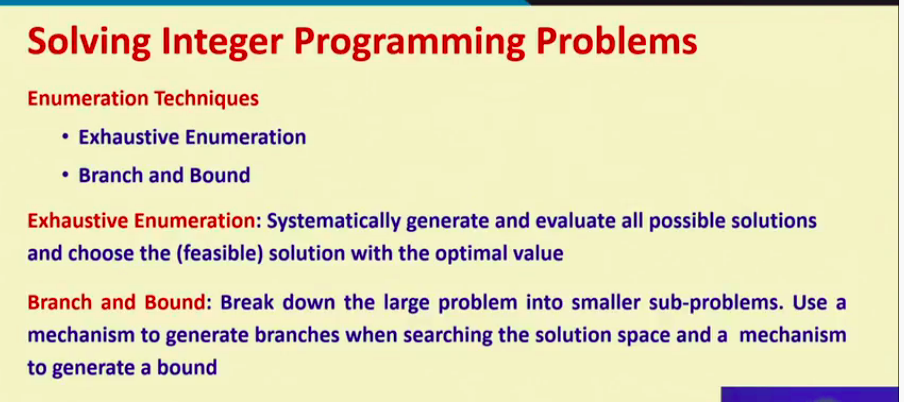 Solving Integer Programming Problems
Enumeration Techniques
• Exhaustive Enumeration
• Branch and Bound
Exhaustive Enumeration: Systematically generate and evaluate all possible solutions
and choose the (feasible) solution with the optimal value
Branch and Bound: Break down the large problem into smaller sub-problems. Use a
mechanism to generate branches when searching the solution space and a mechanism
to generate a bound